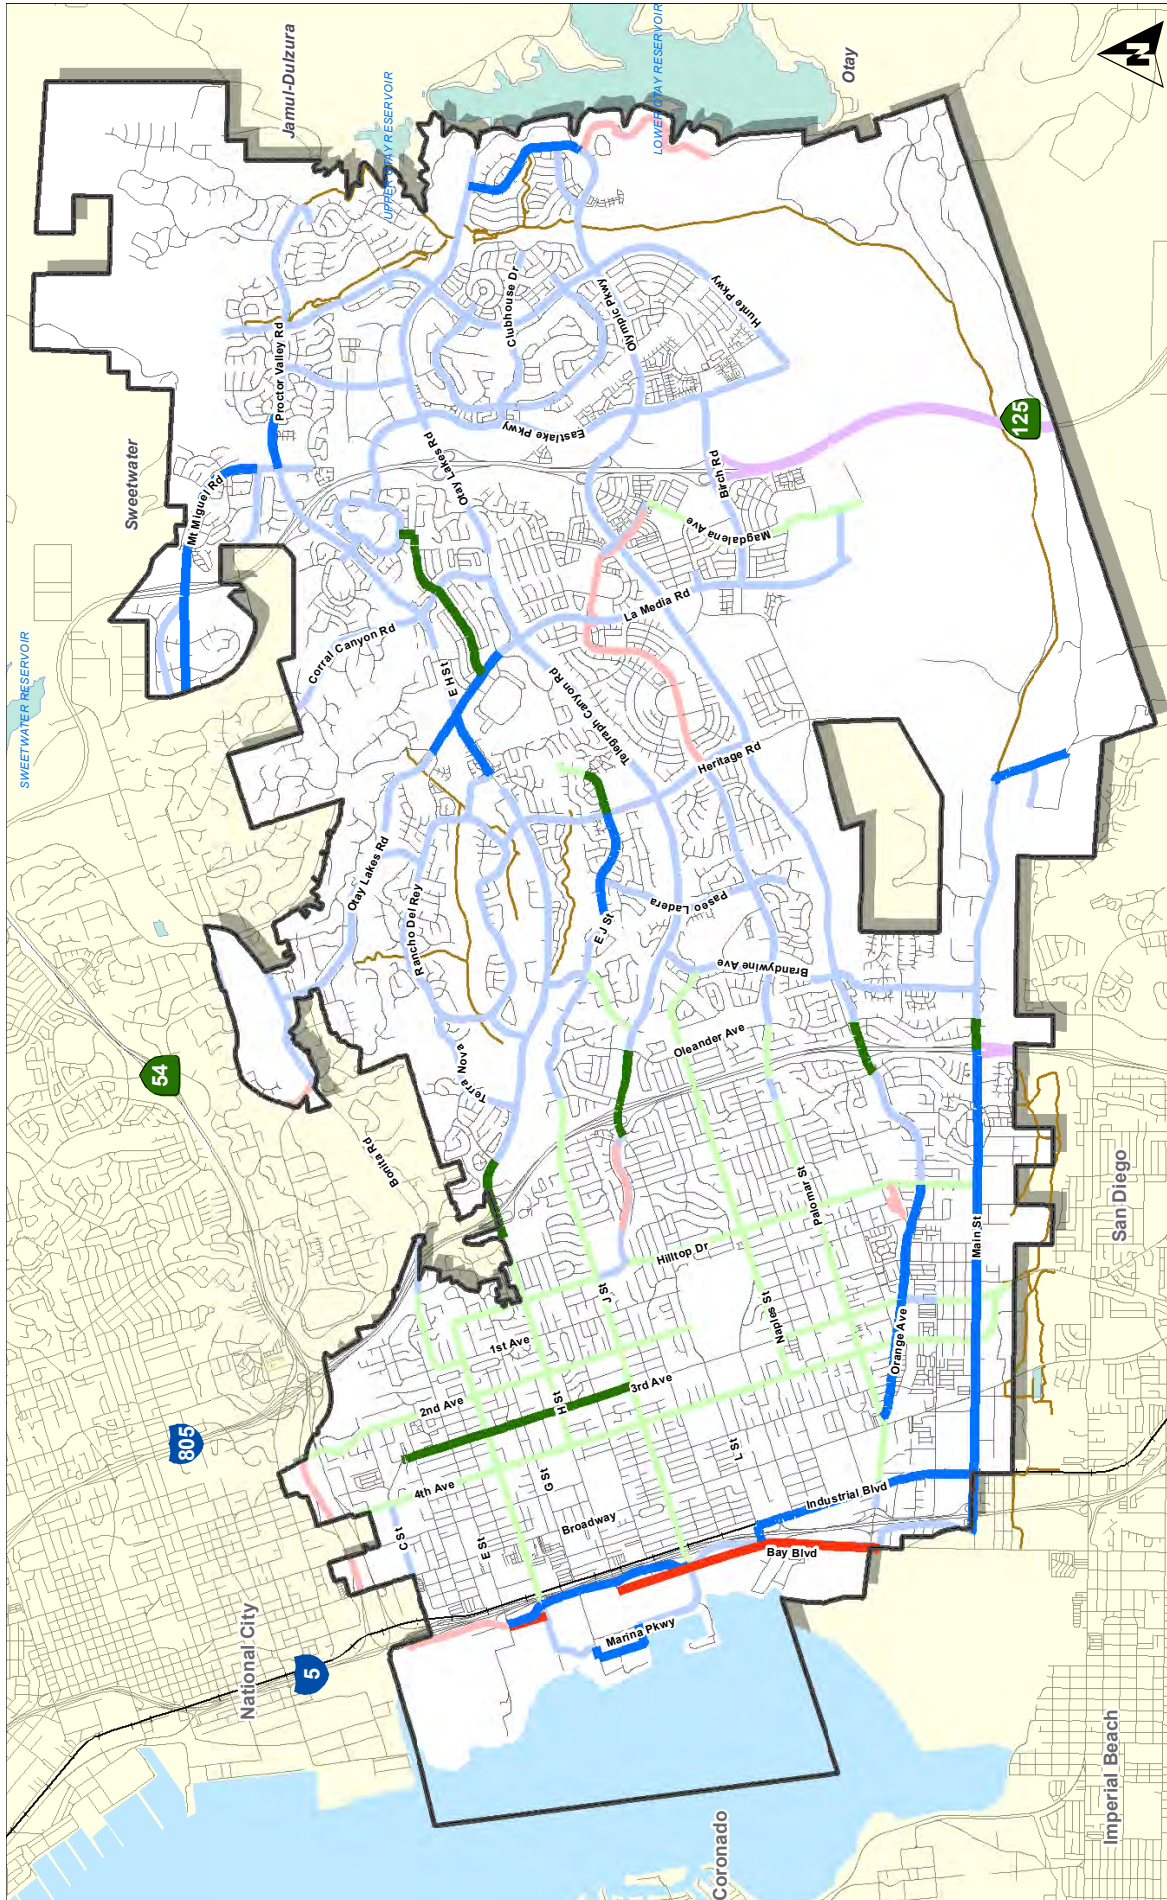 Jamul-Dulzura
UPPER OTAY RESERVOIR
LOWER OTAY RESERVOIR
Otay
N
Sweetwater
SWEETWATER RESERVOIR
Proctor Valley Rd
Mt Miguel Rd
Clubhouse Dr
Olympic Pkwy
Hunte Pkwy
Eastlake Pkwy
Otay Lakes Rd
Birch Rd
125
Magdalena Ave
La Media Rd
Corral Canyon Rd
E H St
Telegraph Canyon Rd
Heritage Rd
Otay Lakes Rd
Rancho Del Rey
E J St
Paseo Ladera
Brandywine Ave
Oleander Ave
Terra Nova
54
Bonita Rd
Palomar St
Main St
San Diego
Hilltop Dr
J St
Naples St
Orange Ave
1st Ave
2nd Ave
3rd Ave
H St
805
4th Ave
G St
L St
Industrial Blvd
Broadway
C St
E St
Bay Blvd
Marina Pkwy
National City
5
Imperial Beach
Coronado